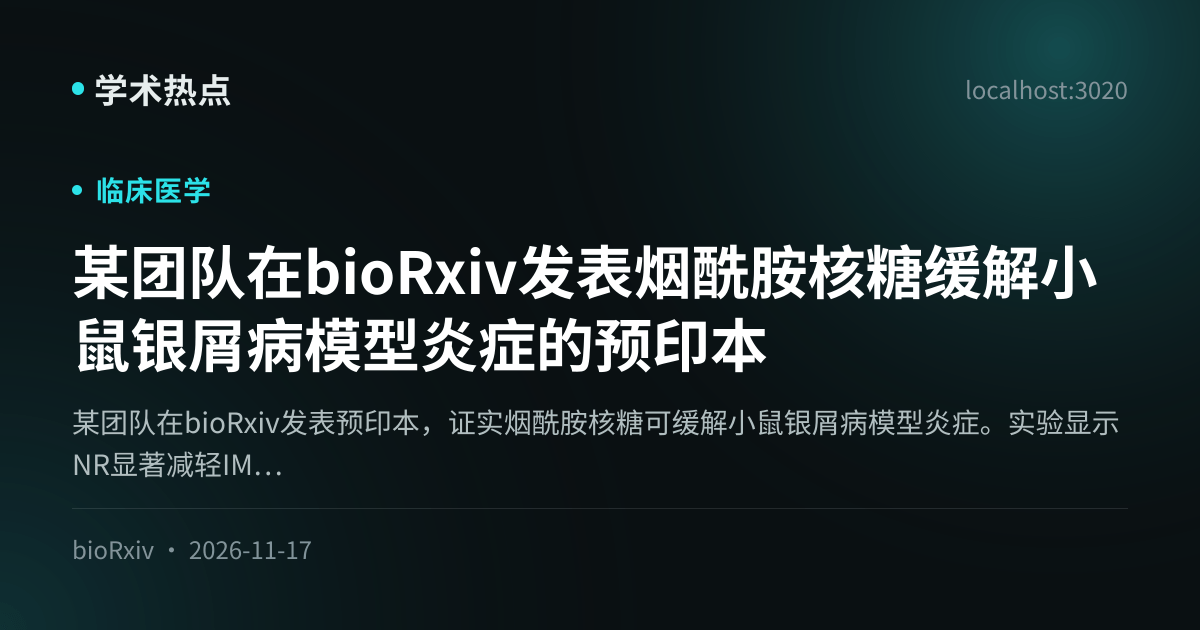 学术热点
localhost:3020
临床医学
某团队在bioRxiv发表烟酰胺核糖缓解小
鼠银屑病模型炎症的预印本
某团队在bioRxiv发表预印本，证实烟酰胺核糖可缓解小鼠银屑病模型炎症。实验显示
NR显著减轻IM…
bioRxiv · 2026-11-17